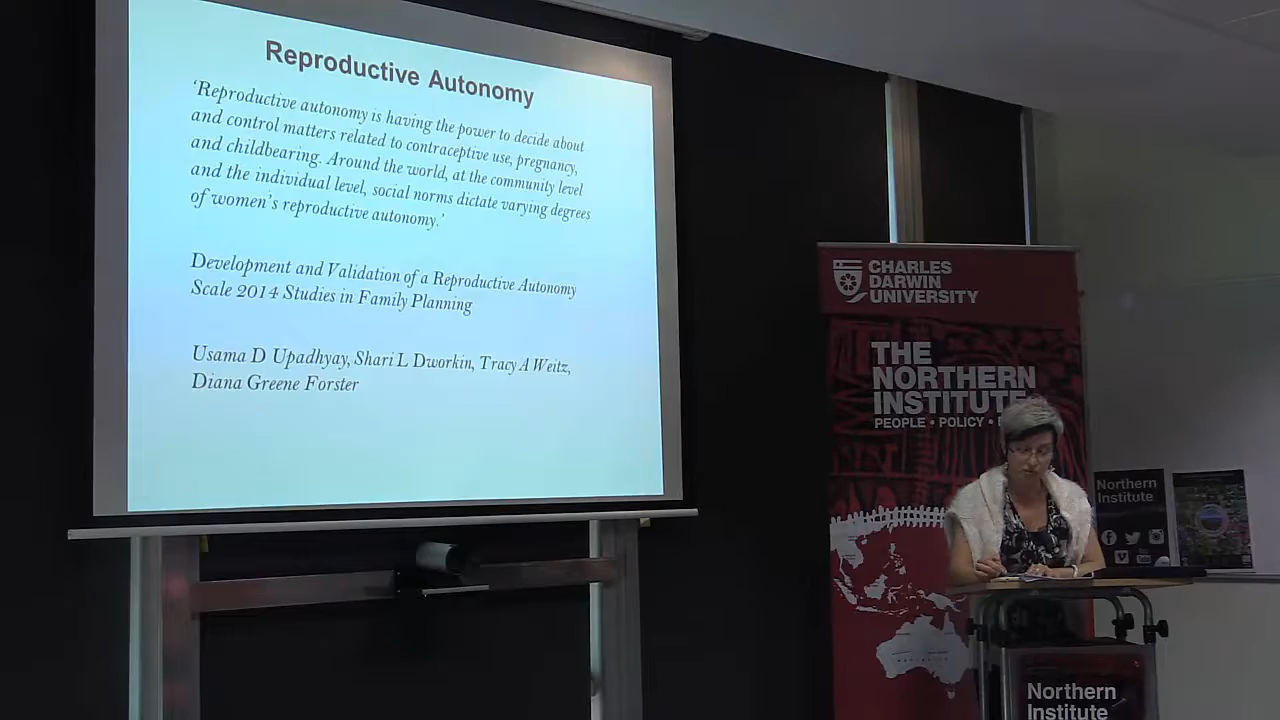 Reproductive Autonomy
‘Reproductive autonomy is having the power to decide about
and control matters related to contraceptive use, pregnancy,
and childbearing. Around the world, at the community level
and the individual level, social norms dictate varying degrees
of women’s reproductive autonomy.’
Development and Validation of a Reproductive Autonomy
Scale 2014 Studies in Family Planning
Usama D Upadhyay, Shari L Dworkin, Tracy A Weitz,
Diana Greene Forster
CHARLES
DARWIN
UNIVERSITY
THE
NORTHERN
INSTITUTE
PEOPLE • POLICY •
Northern
Institute
Northern
Institute